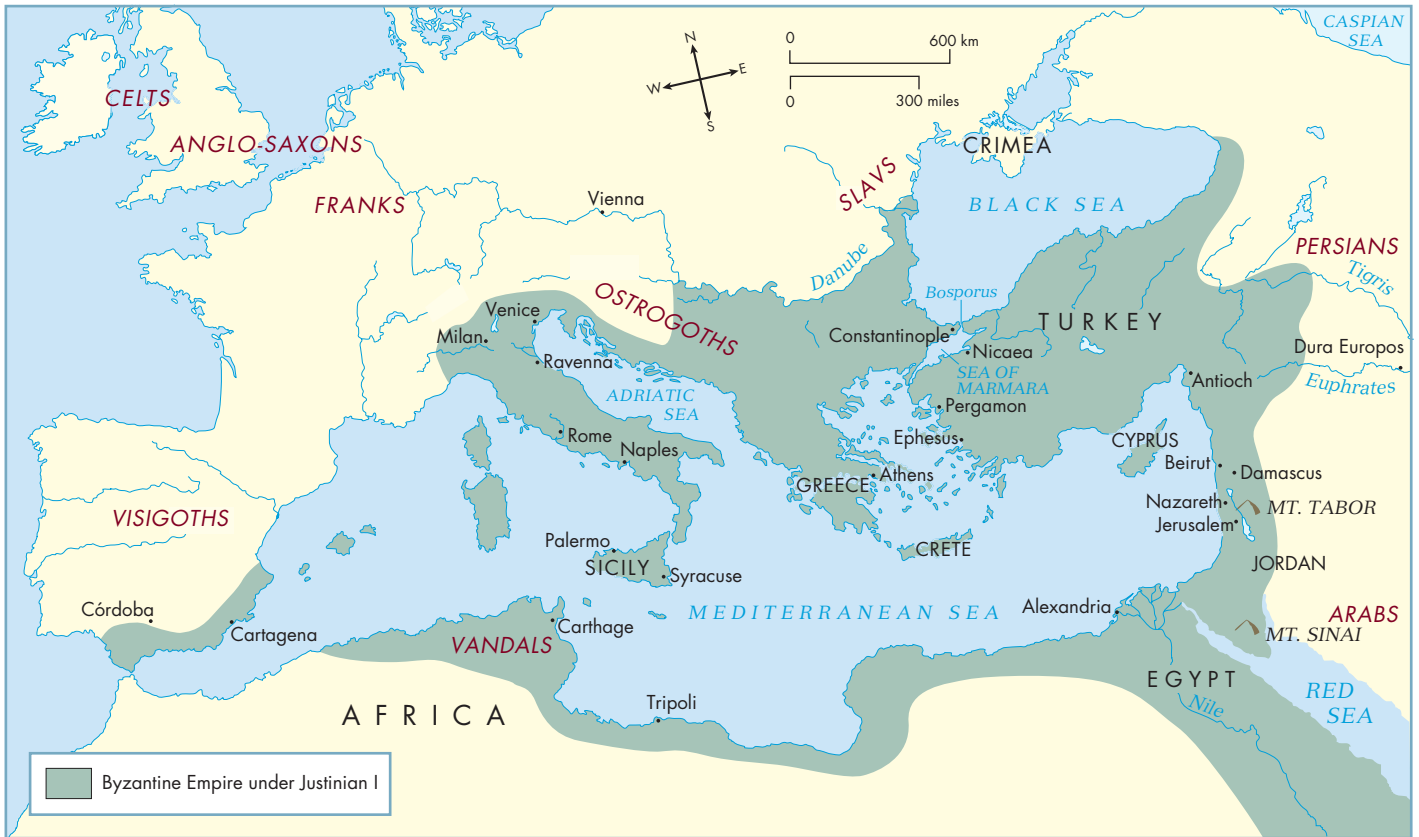 CASPIAN
SEA
N
W
E
S
0
600 km
0
300 miles
CELTS
ANGLO-SAXONS
FRANKS
Vienna
SLAVS
CRIMEA
BLACK SEA
PERSIANS
Tigris
Danube
Bosporus
OSTROGOTHS
Venice
Milan
Ravenna
Constantinople
TURKEY
Nicaea
SEA OF
MARMARA
Dura Europos
Euphrates
Antioch
ADRIATIC
SEA
Pergamon
Rome
Naples
Ephesus
CYPRUS
Beirut
Damascus
Athens
GREECE
Nazareth
MT. TABOR
Jerusalem
VISIGOTHS
Palermo
SICILY
Syracuse
CRETE
JORDAN
Córdoba
Cartagena
Carthage
VANDALS
MEDITERRANEAN SEA
Alexandria
ARABS
MT. SINAI
EGYPT
Nile
RED
SEA
Tripoli
AFRICA
Byzantine Empire under Justinian I